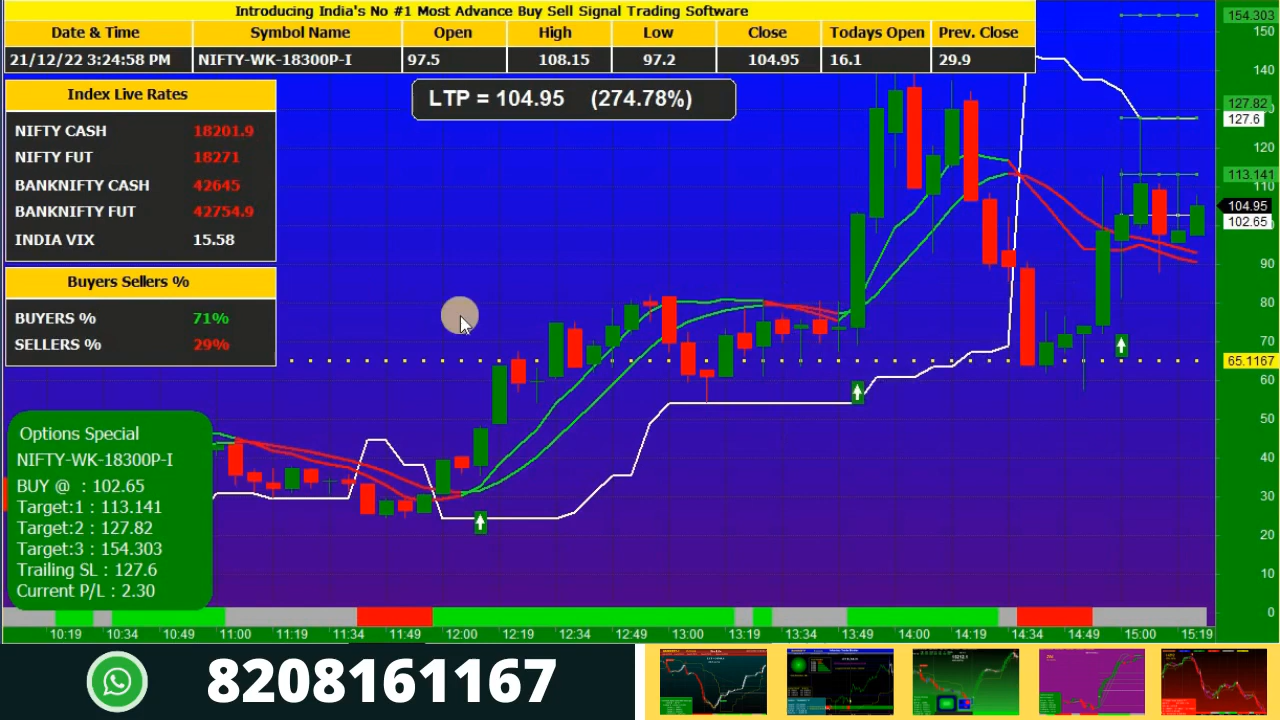 Introducing India's No #1 Most Advance Buy Sell Signal Trading Software
Date & Time Symbol Name Open High Low Close Todays Open Prev. Close
21/12/22 3:24:58 PM NIFTY-WK-18300P-I 97.5 108.15 97.2 104.95 16.1 29.9
Index Live Rates
NIFTY CASH 18201.9
NIFTY FUT 18271
BANKNIFTY CASH 42645
BANKNIFTY FUT 42754.9
INDIA VIX 15.58
Buyers Sellers %
BUYERS % 71%
SELLERS % 29%
LTP = 104.95 (274.78%)
Options Special
NIFTY-WK-18300P-I
BUY @ : 102.65
Target:1 : 113.141
Target:2 : 127.82
Target:3 : 154.303
Trailing SL : 127.6
Current P/L : 2.30
154.303
150
140
127.82
127.6
120
113.141
110
104.95
102.65
90
80
70
65.1167
60
50
40
30
20
10
0
10:19 10:34 10:49 11:00 11:19 11:34 11:49 12:00 12:19 12:34 12:49 13:00 13:19 13:34 13:49 14:00 14:19 14:34 14:49 15:00 15:19
8208161167